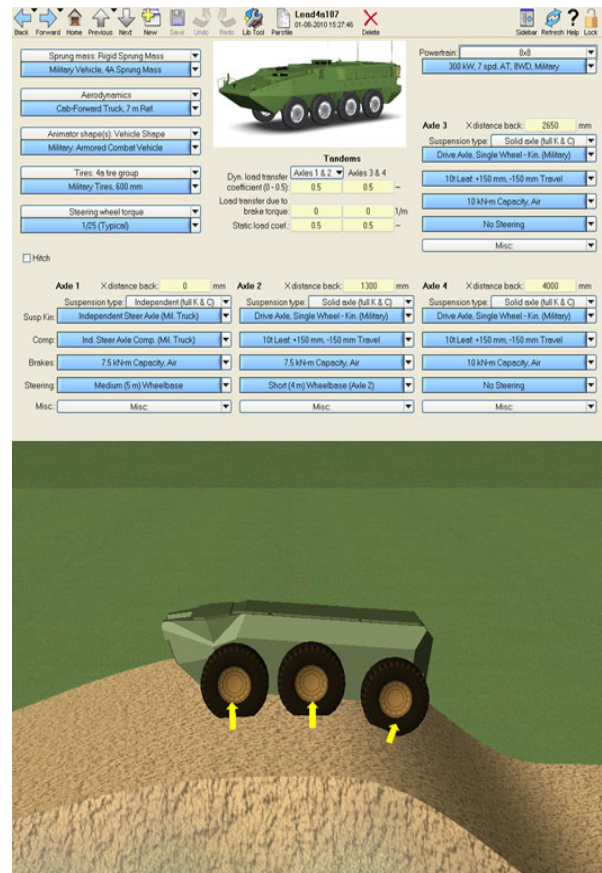 Back Forward Home Previous Next New Save Undo Redo Lib Tool Parsfile
Lead4a107
01-08-2010 15:27:46
Delete
Sidebar Refresh Help Lock
Sprung mass: Rigid Sprung Mass
Military Vehicle, 4A Sprung Mass
Aerodynamics
Cab-Forward Truck, 7 m Ref.
Animator shape(s): Vehicle Shape
Military: Armored Combat Vehicle
Tires: 4a tire group
Military Tires, 600 mm
Steering wheel torque
1/25 (Typical)
Hitch
Tandems
Axles 1 & 2 Axles 3 & 4
Dyn. load transfer
coefficient (0 - 0.5): 0.5 0.5 –
Load transfer due to
brake torque: 0 0 1/m
Static load coef.: 0.5 0.5 –
Powertrain: 8x8
300 kW, 7 spd. AT, 8WD, Military
Axle 3 X distance back: 2650 mm
Suspension type: Solid axle (full K & C)
Drive Axle, Single Wheel - Kin. (Military)
10t Leaf: +150 mm, -150 mm Travel
10 kN-m Capacity, Air
No Steering
Misc.
Axle 1 X distance back: 0 mm
Suspension type: Independent (full K & C)
Susp Kin: Independent Steer Axle (Mil. Truck)
Comp: Ind. Steer Axle Comp. (Mil. Truck)
Brakes: 7.5 kN-m Capacity, Air
Steering: Medium (5 m) Wheelbase
Misc.: Misc:
Axle 2 X distance back: 1300 mm
Suspension type: Solid axle (full K & C)
Drive Axle, Single Wheel - Kin. (Military)
10t Leaf: +150 mm, -150 mm Travel
7.5 kN-m Capacity, Air
Short (4 m) Wheelbase (Axle 2)
Misc:
Axle 4 X distance back: 4000 mm
Suspension type: Solid axle (full K & C)
Drive Axle, Single Wheel - Kin. (Military)
10t Leaf: +150 mm, -150 mm Travel
10 kN-m Capacity, Air
No Steering
Misc: